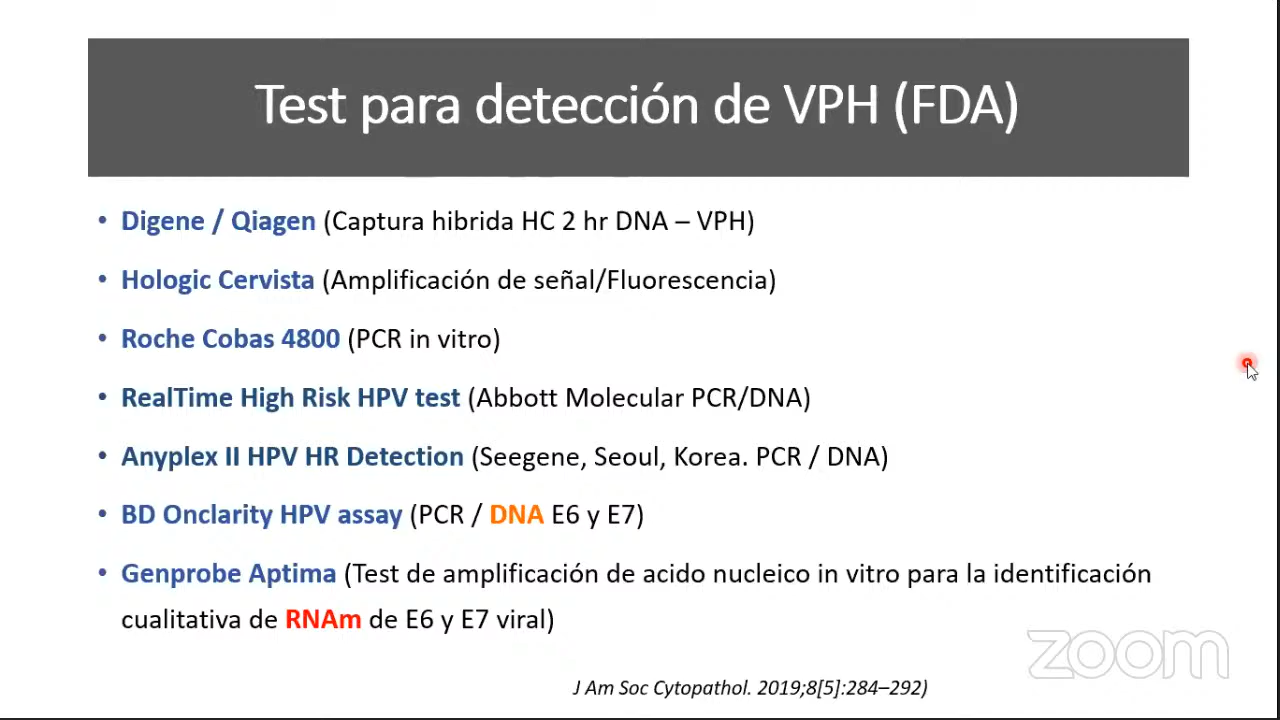 Test para detección de VPH (FDA)
• Digene / Qiagen (Captura hibrida HC 2 hr DNA – VPH)
• Hologic Cervista (Amplificación de señal/Fluorescencia)
• Roche Cobas 4800 (PCR in vitro)
• RealTime High Risk HPV test (Abbott Molecular PCR/DNA)
• Anyplex II HPV HR Detection (Seegene, Seoul, Korea. PCR / DNA)
• BD Onclarity HPV assay (PCR / DNA E6 y E7)
• Genprobe Aptima (Test de amplificación de acido nucleico in vitro para la identificación
cualitativa de RNAm de E6 y E7 viral)
zoom
J Am Soc Cytopathol. 2019;8[5]:284–292)